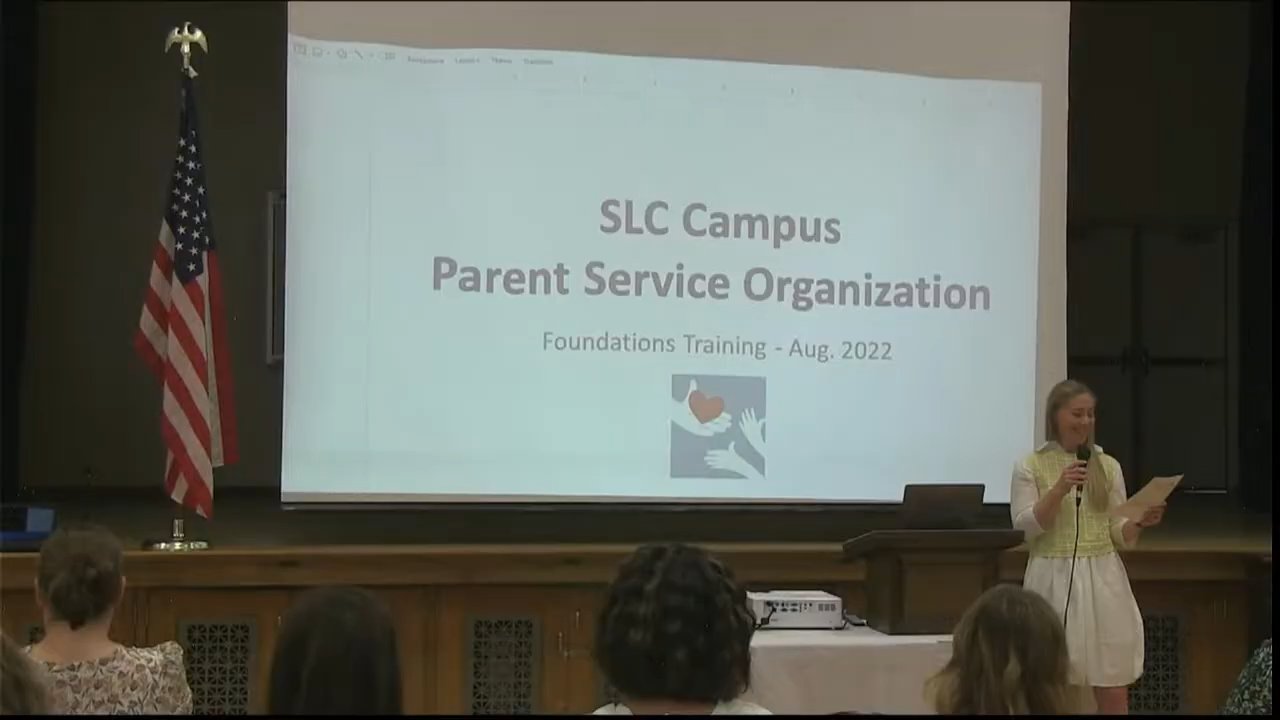 SLC Campus
Parent Service Organization
Foundations Training - Aug. 2022